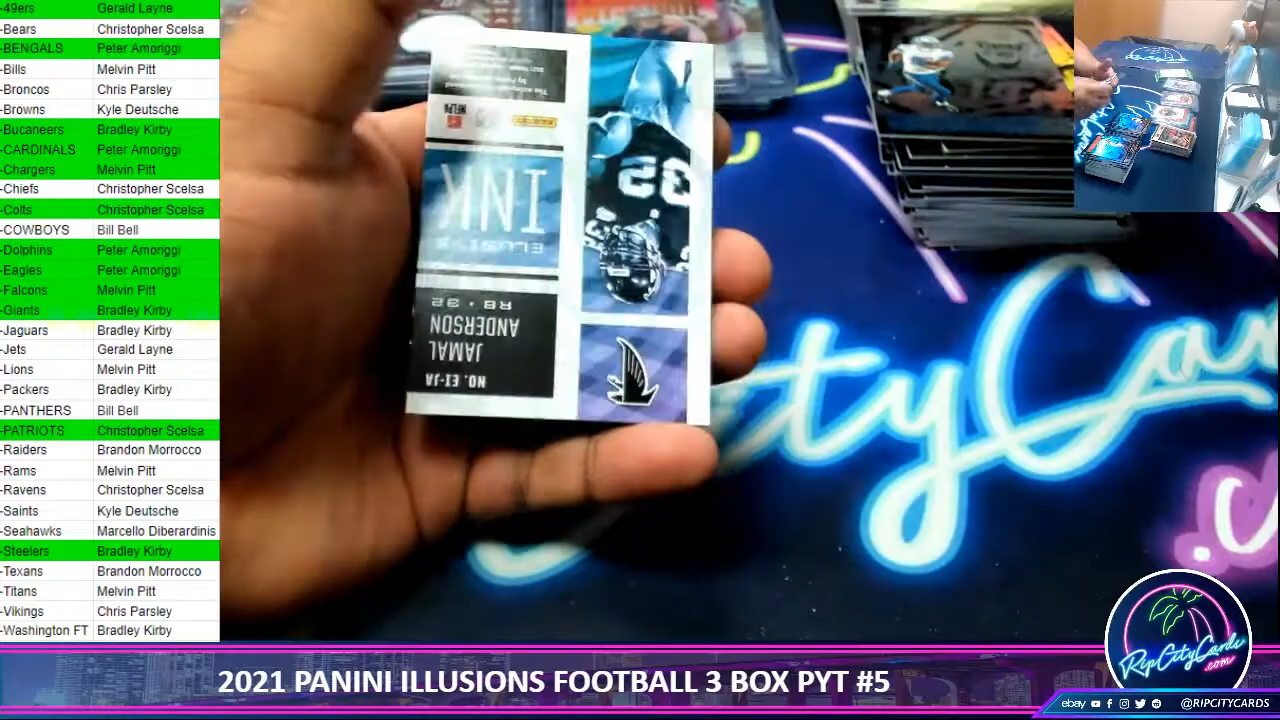 -49ers Gerald Layne
-Bears Christopher Scelsa
-BENGALS Peter Amoriggi
-Bills Melvin Pitt
-Broncos Chris Parsley
-Browns Kyle Deutsche
-Bucaneers Bradley Kirby
-CARDINALS Peter Amoriggi
-Chargers Melvin Pitt
-Chiefs Christopher Scelsa
-Colts Christopher Scelsa
-COWBOYS Bill Bell
-Dolphins Peter Amoriggi
-Eagles Peter Amoriggi
-Falcons Melvin Pitt
-Giants Bradley Kirby
-Jaguars Bradley Kirby
-Jets Gerald Layne
-Lions Melvin Pitt
-Packers Bradley Kirby
-PANTHERS Bill Bell
-PATRIOTS Christopher Scelsa
-Raiders Brandon Morrocco
-Rams Melvin Pitt
-Ravens Christopher Scelsa
-Saints Kyle Deutsche
-Seahawks Marcello Diberardinis
-Steelers Bradley Kirby
-Texans Brandon Morrocco
-Titans Melvin Pitt
-Vikings Chris Parsley
-Washington FT Bradley Kirby
NO. EI-JA
JAMAL
ANDERSON
RB • 32
INK
32
tyCa
.c
2021 PANINI ILLUSIONS FOOTBALL 3 BOX PYT #5
RipCityCards
.com
ebay @RIPCITYCARDS